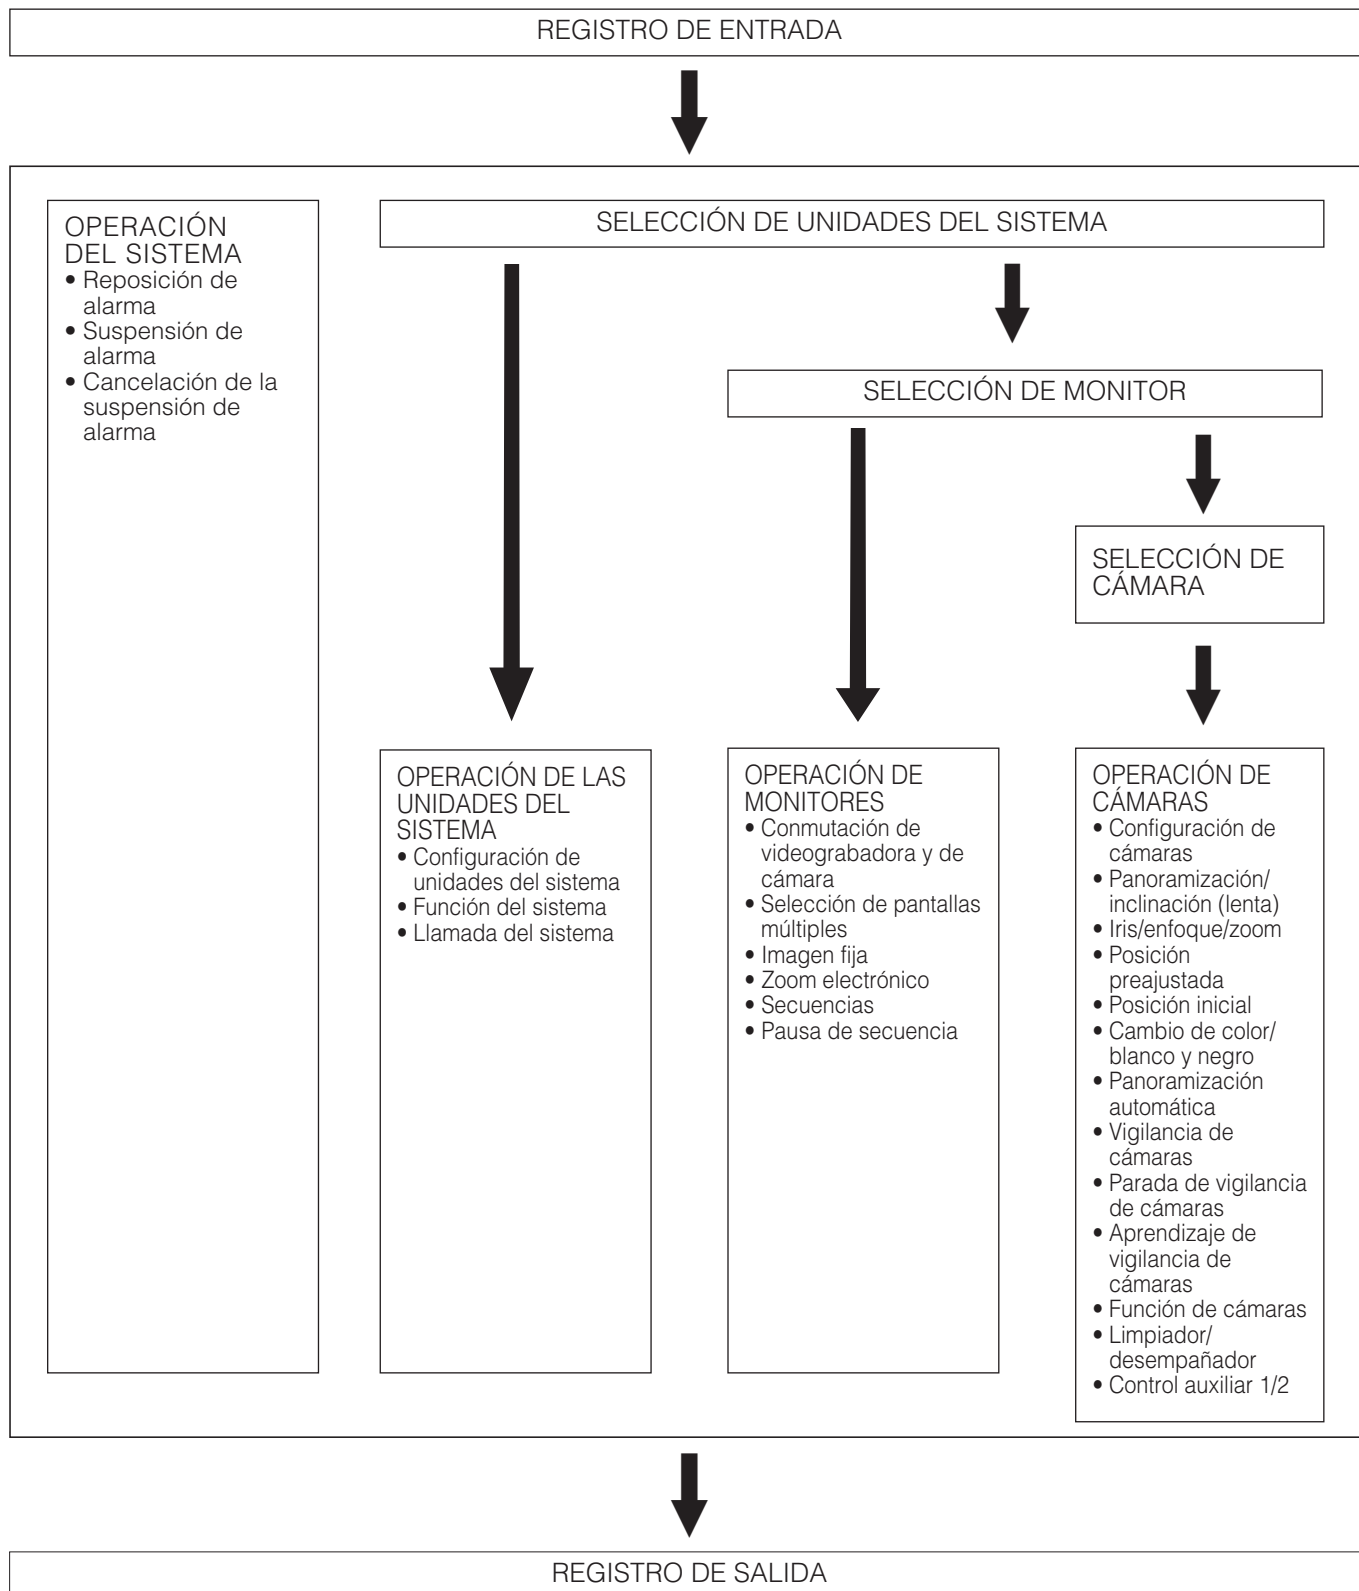 REGISTRO DE ENTRADA
OPERACIÓN
DEL SISTEMA
• Reposición de
alarma
• Suspensión de
alarma
• Cancelación de la
suspensión de
alarma
SELECCIÓN DE UNIDADES DEL SISTEMA
SELECCIÓN DE MONITOR
SELECCIÓN DE
CÁMARA
OPERACIÓN DE LAS
UNIDADES DEL
SISTEMA
• Configuración de
unidades del sistema
• Función del sistema
• Llamada del sistema
OPERACIÓN DE
MONITORES
• Conmutación de
videograbadora y de
cámara
• Selección de pantallas
múltiples
• Imagen fija
• Zoom electrónico
• Secuencias
• Pausa de secuencia
OPERACIÓN DE
CÁMARAS
• Configuración de
cámaras
• Panoramización/
inclinación (lenta)
• Iris/enfoque/zoom
• Posición
preajustada
• Posición inicial
• Cambio de color/
blanco y negro
• Panoramización
automática
• Vigilancia de
cámaras
• Parada de vigilancia
de cámaras
• Aprendizaje de
vigilancia de
cámaras
• Función de cámaras
• Limpiador/
desempañador
• Control auxiliar 1/2
REGISTRO DE SALIDA